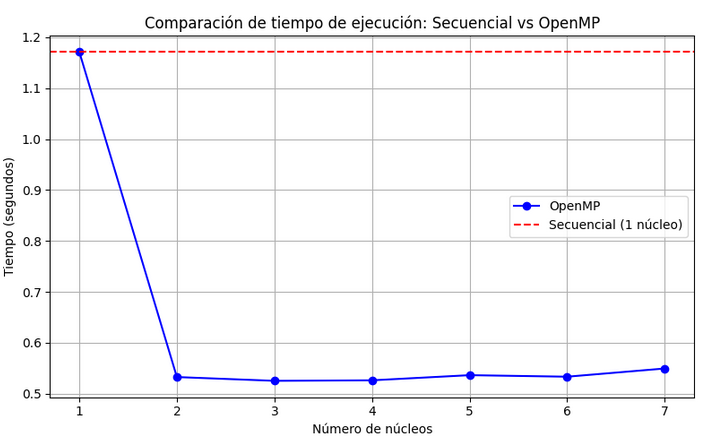 Comparación de tiempo de ejecución: Secuencial vs OpenMP
1.2
1.1
1.0
0.9
0.8
0.7
0.6
0.5
Tiempo (segundos)
OpenMP
Secuencial (1 núcleo)
1 2 3 4 5 6 7
Número de núcleos